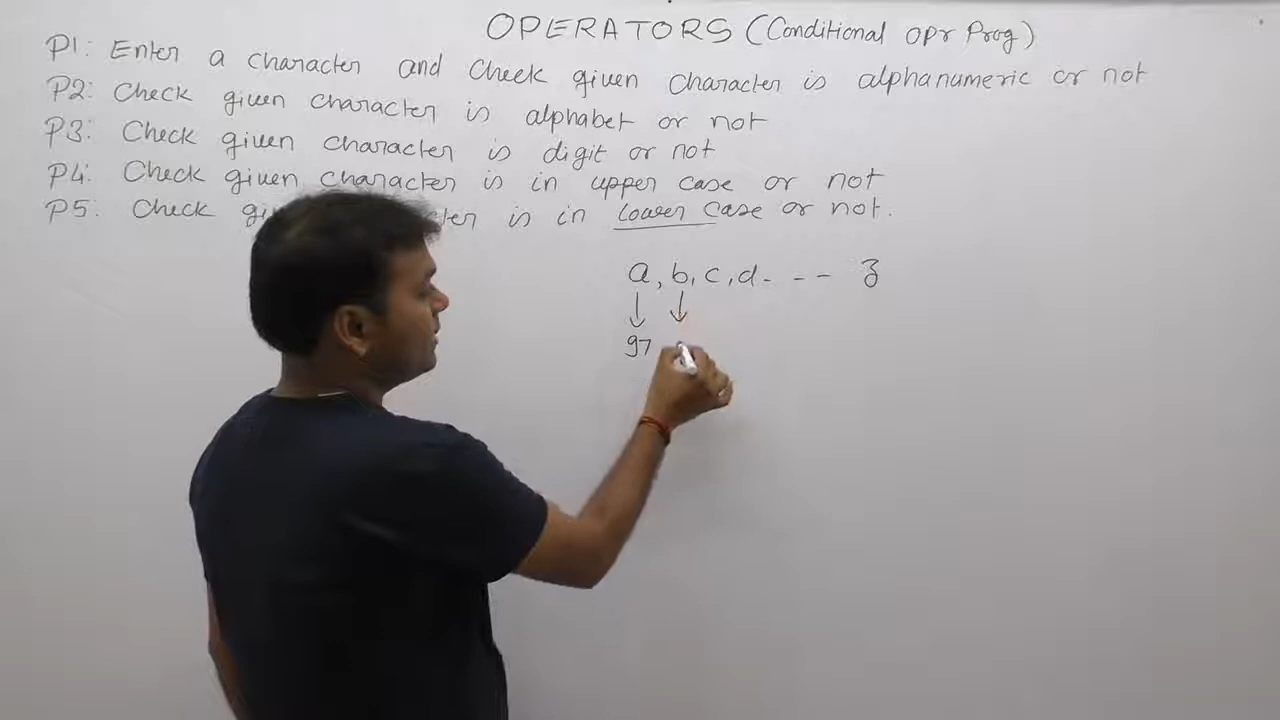 OPERATORS (Conditional opr Prog)
P1: Enter a character and check given character is alphanumeric or not
P2: Check given character is alphabet or not
P3: Check given character is digit or not
P4: Check given character is in upper case or not
P5: Check is in lower case or not.
a, b, c, d. - - z
97